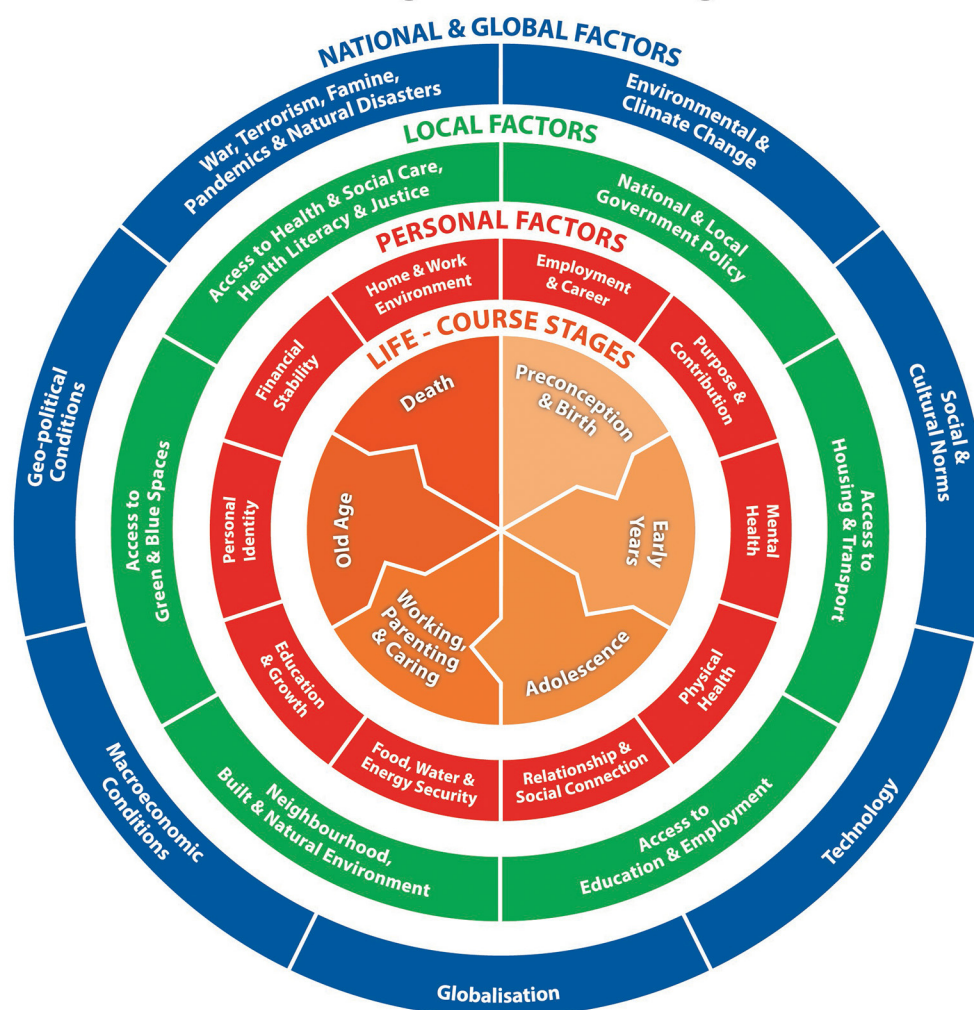 NATIONAL & GLOBAL FACTORS
War, Terrorism, Famine,
Pandemics & Natural Disasters
Environmental &
Climate Change
Social &
Cultural Norms
Technology
Globalisation
Macroeconomic
Conditions
Geo-political
Conditions
LOCAL FACTORS
Access to Health & Social Care,
Health Literacy & Justice
National & Local
Government Policy
Access to
Housing & Transport
Access to
Education & Employment
Neighbourhood,
Built & Natural Environment
Access to
Green & Blue Spaces
PERSONAL FACTORS
Home & Work
Environment
Employment
& Career
Purpose &
Contribution
Mental
Health
Physical
Health
Relationship &
Social Connection
Food, Water &
Energy Security
Education
& Growth
Personal
Identity
Financial
Stability
LIFE - COURSE STAGES
Preconception
& Birth
Early
Years
Adolescence
Working,
Parenting
& Caring
Old Age
Death